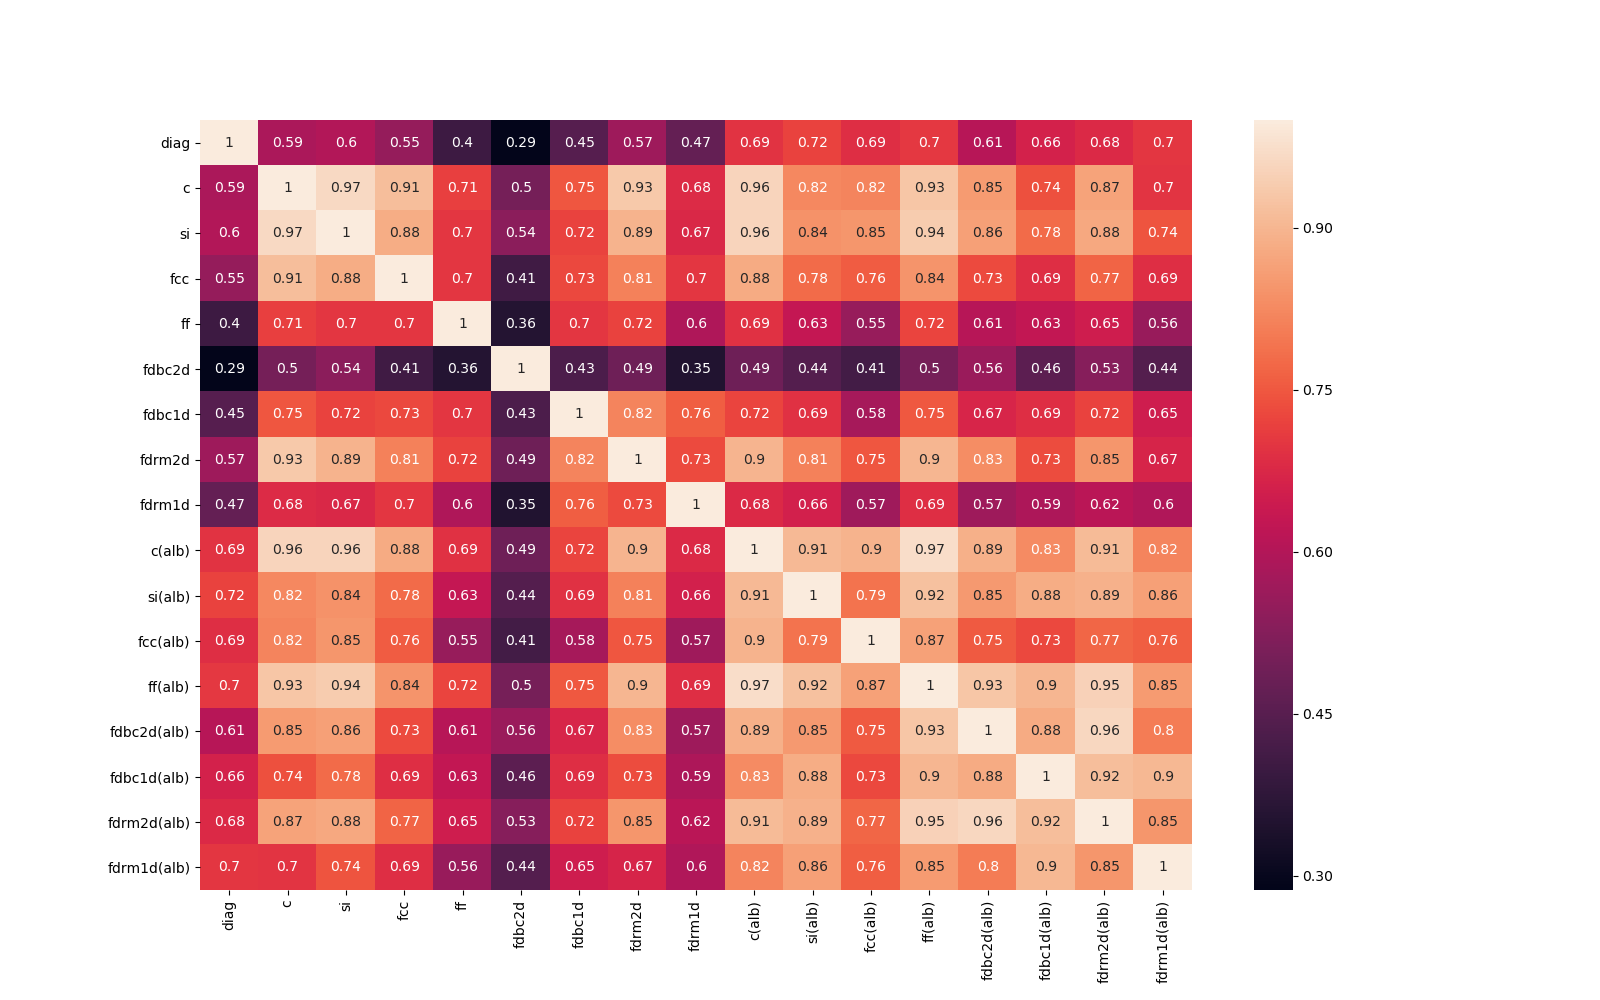 diag 1 0.59 0.6 0.55 0.4 0.29 0.45 0.57 0.47 0.69 0.72 0.69 0.7 0.61 0.66 0.68 0.7
c 0.59 1 0.97 0.91 0.71 0.5 0.75 0.93 0.68 0.96 0.82 0.82 0.93 0.85 0.74 0.87 0.7
si 0.6 0.97 1 0.88 0.7 0.54 0.72 0.89 0.67 0.96 0.84 0.85 0.94 0.86 0.78 0.88 0.74
0.90
fcc 0.55 0.91 0.88 1 0.7 0.41 0.73 0.81 0.7 0.88 0.78 0.76 0.84 0.73 0.69 0.77 0.69
ff 0.4 0.71 0.7 0.7 1 0.36 0.7 0.72 0.6 0.69 0.63 0.55 0.72 0.61 0.63 0.65 0.56
fdbc2d 0.29 0.5 0.54 0.41 0.36 1 0.43 0.49 0.35 0.49 0.44 0.41 0.5 0.56 0.46 0.53 0.44
0.75
fdbc1d 0.45 0.75 0.72 0.73 0.7 0.43 1 0.82 0.76 0.72 0.69 0.58 0.75 0.67 0.69 0.72 0.65
fdrm2d 0.57 0.93 0.89 0.81 0.72 0.49 0.82 1 0.73 0.9 0.81 0.75 0.9 0.83 0.73 0.85 0.67
fdrm1d 0.47 0.68 0.67 0.7 0.6 0.35 0.76 0.73 1 0.68 0.66 0.57 0.69 0.57 0.59 0.62 0.6
c(alb) 0.69 0.96 0.96 0.88 0.69 0.49 0.72 0.9 0.68 1 0.91 0.9 0.97 0.89 0.83 0.91 0.82
0.60
si(alb) 0.72 0.82 0.84 0.78 0.63 0.44 0.69 0.81 0.66 0.91 1 0.79 0.92 0.85 0.88 0.89 0.86
fcc(alb) 0.69 0.82 0.85 0.76 0.55 0.41 0.58 0.75 0.57 0.9 0.79 1 0.87 0.75 0.73 0.77 0.76
ff(alb) 0.7 0.93 0.94 0.84 0.72 0.5 0.75 0.9 0.69 0.97 0.92 0.87 1 0.93 0.9 0.95 0.85
0.45
fdbc2d(alb) 0.61 0.85 0.86 0.73 0.61 0.56 0.67 0.83 0.57 0.89 0.85 0.75 0.93 1 0.88 0.96 0.8
fdbc1d(alb) 0.66 0.74 0.78 0.69 0.63 0.46 0.69 0.73 0.59 0.83 0.88 0.73 0.9 0.88 1 0.92 0.9
fdrm2d(alb) 0.68 0.87 0.88 0.77 0.65 0.53 0.72 0.85 0.62 0.91 0.89 0.77 0.95 0.96 0.92 1 0.85
fdrm1d(alb) 0.7 0.7 0.74 0.69 0.56 0.44 0.65 0.67 0.6 0.82 0.86 0.76 0.85 0.8 0.9 0.85 1
0.30
diag
c
si
fcc
ff
fdbc2d
fdbc1d
fdrm2d
fdrm1d
c(alb)
si(alb)
fcc(alb)
ff(alb)
fdbc2d(alb)
fdbc1d(alb)
fdrm2d(alb)
fdrm1d(alb)